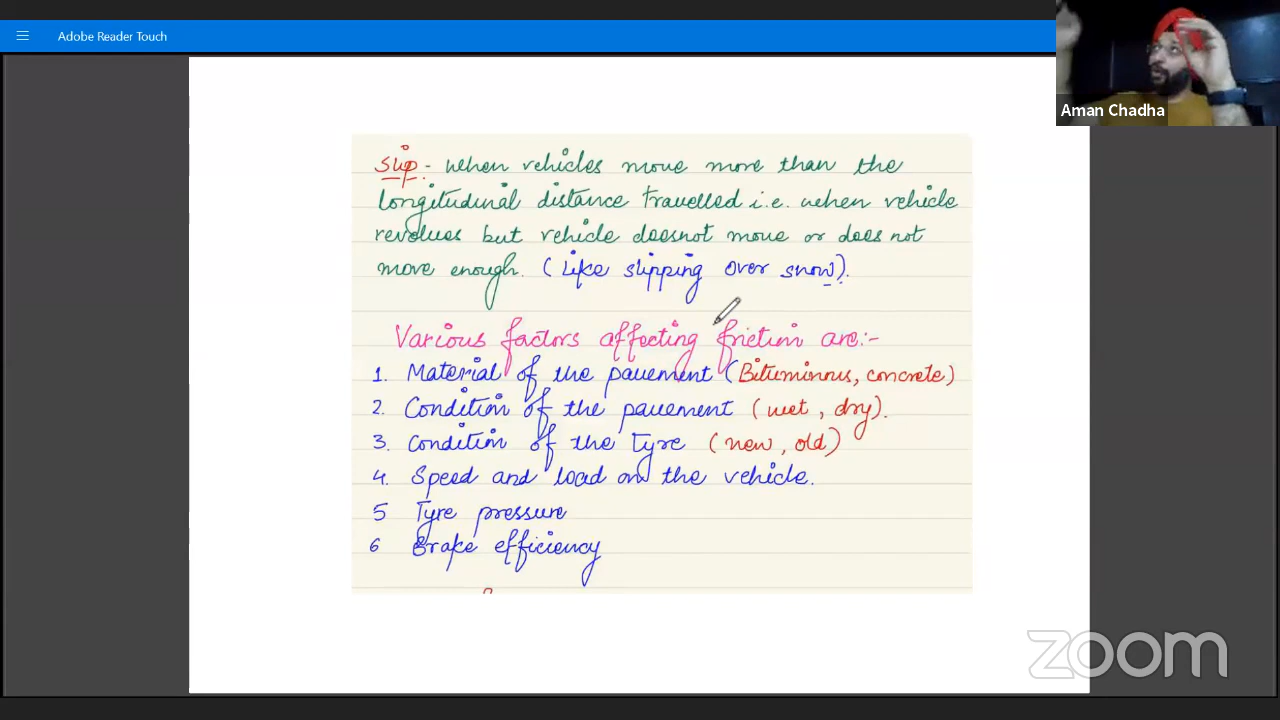 Adobe Reader Touch
Aman Chadha
Slip:- When vehicles move more than the
longitudinal distance travelled i.e. when vehicle
revolves but vehicle doesnot move or does not
move enough. (Like slipping over snow).
Various factors affecting friction are:-
1. Material of the pavement (Bituminous, concrete)
2. Condition of the pavement (wet, dry).
3. Condition of the Tyre (new, old)
4. Speed and load on the vehicle.
5 Tyre pressure
6 Brake efficiency
zoom